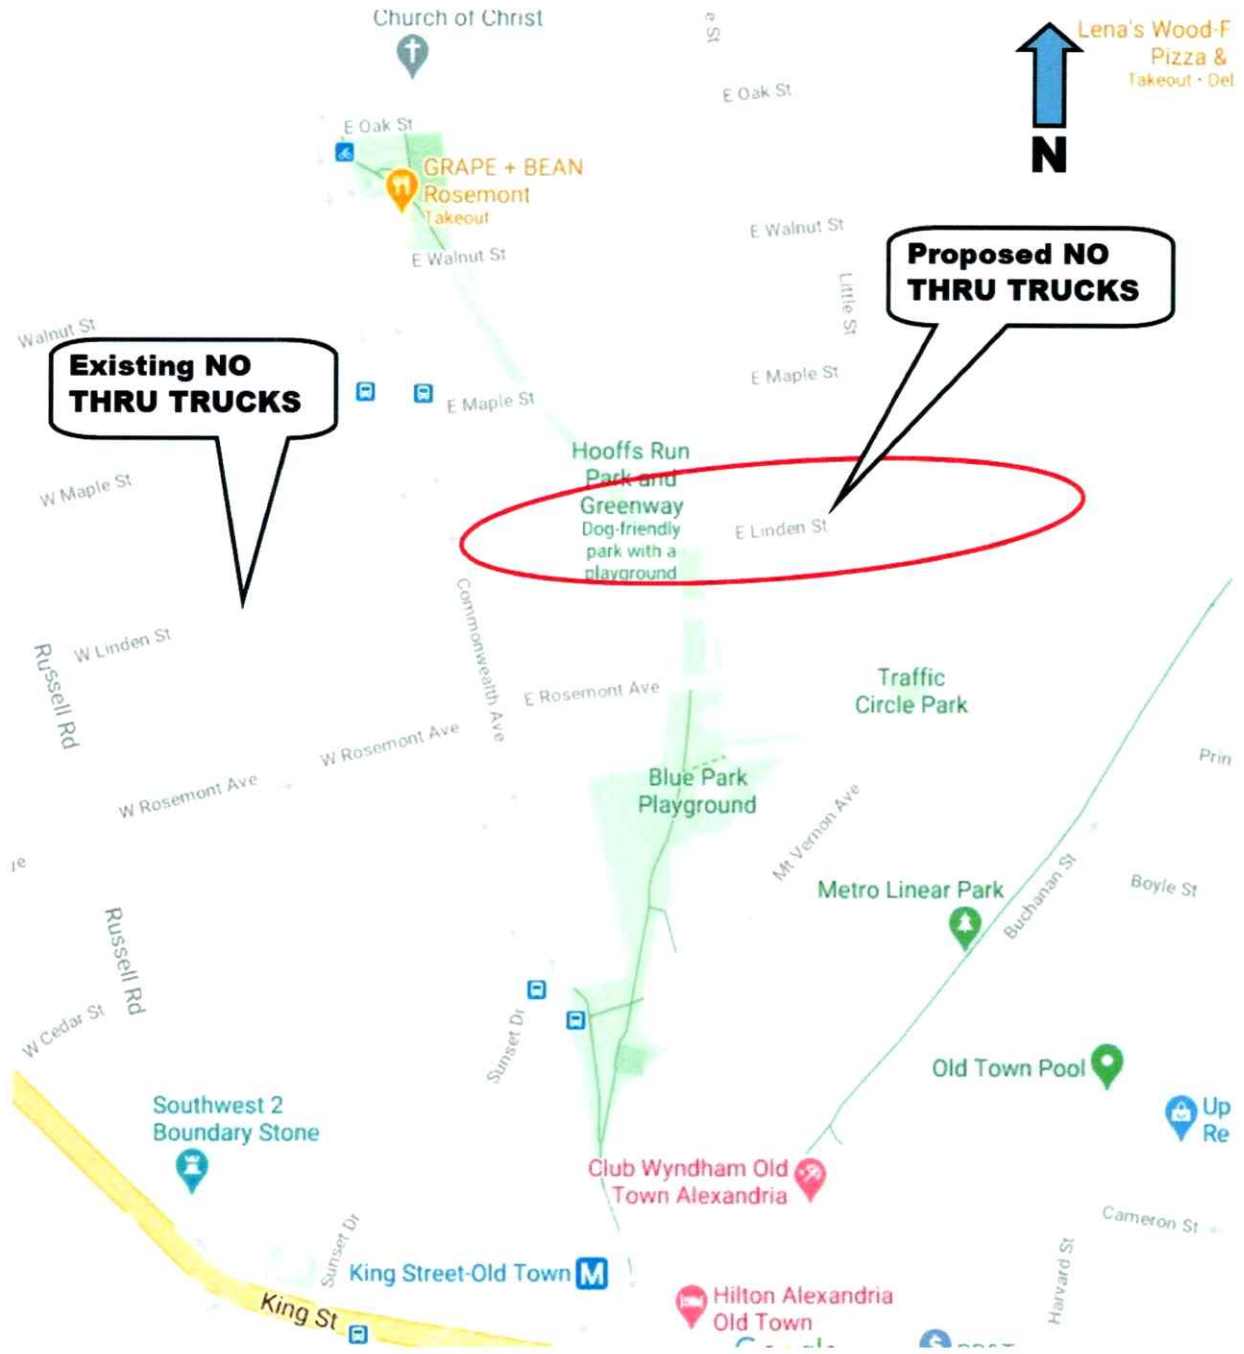 Church of Christ
e St
Lena's Wood-F
Pizza &
Takeout · Del
E Oak St
E Oak St
N
GRAPE + BEAN
Rosemont
Takeout
E Walnut St
E Walnut St
Proposed NO
THRU TRUCKS
Little St
Walnut St
Existing NO
THRU TRUCKS
E Maple St
E Maple St
Hooffs Run
Park and
Greenway
Dog-friendly
park with a
playground
W Maple St
E Linden St
Commonwealth Ave
W Linden St
Russell Rd
E Rosemont Ave
Traffic
Circle Park
W Rosemont Ave
W Rosemont Ave
Prin
Blue Park
Playground
Mt Vernon Ave
Metro Linear Park
Buchanan St
Boyle St
Russell Rd
W Cedar St
Sunset Dr
Old Town Pool
Southwest 2
Boundary Stone
Up
Re
Club Wyndham Old
Town Alexandria
Cameron St
Sunset Dr
King Street-Old Town
M
Harvard St
King St
Hilton Alexandria
Old Town